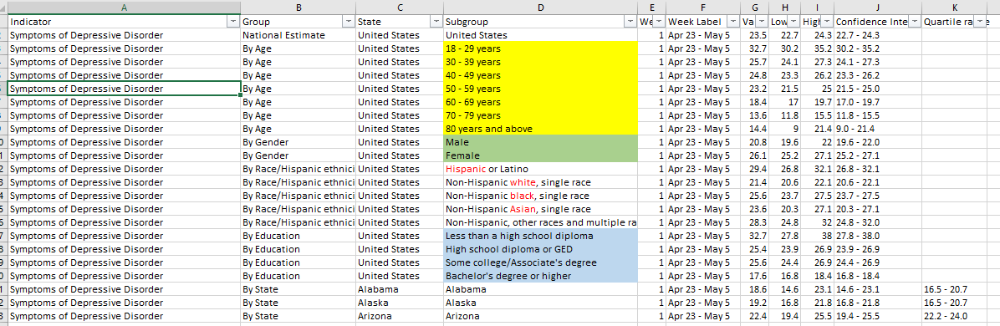 A B C D E F G H I J K
Indicator Group State Subgroup We Week Label Va Low High Confidence Inte Quartile ra
Symptoms of Depressive Disorder National Estimate United States United States 1 Apr 23 - May 5 23.5 22.7 24.3 22.7 - 24.3
Symptoms of Depressive Disorder By Age United States 18 - 29 years 1 Apr 23 - May 5 32.7 30.2 35.2 30.2 - 35.2
Symptoms of Depressive Disorder By Age United States 30 - 39 years 1 Apr 23 - May 5 25.7 24.1 27.3 24.1 - 27.3
Symptoms of Depressive Disorder By Age United States 40 - 49 years 1 Apr 23 - May 5 24.8 23.3 26.2 23.3 - 26.2
Symptoms of Depressive Disorder By Age United States 50 - 59 years 1 Apr 23 - May 5 23.2 21.5 25 21.5 - 25.0
Symptoms of Depressive Disorder By Age United States 60 - 69 years 1 Apr 23 - May 5 18.4 17 19.7 17.0 - 19.7
Symptoms of Depressive Disorder By Age United States 70 - 79 years 1 Apr 23 - May 5 13.6 11.8 15.5 11.8 - 15.5
Symptoms of Depressive Disorder By Age United States 80 years and above 1 Apr 23 - May 5 14.4 9 21.4 9.0 - 21.4
Symptoms of Depressive Disorder By Gender United States Male 1 Apr 23 - May 5 20.8 19.6 22 19.6 - 22.0
Symptoms of Depressive Disorder By Gender United States Female 1 Apr 23 - May 5 26.1 25.2 27.1 25.2 - 27.1
Symptoms of Depressive Disorder By Race/Hispanic ethnici United States Hispanic or Latino 1 Apr 23 - May 5 29.4 26.8 32.1 26.8 - 32.1
Symptoms of Depressive Disorder By Race/Hispanic ethnici United States Non-Hispanic white, single race 1 Apr 23 - May 5 21.4 20.6 22.1 20.6 - 22.1
Symptoms of Depressive Disorder By Race/Hispanic ethnici United States Non-Hispanic black, single race 1 Apr 23 - May 5 25.6 23.7 27.5 23.7 - 27.5
Symptoms of Depressive Disorder By Race/Hispanic ethnici United States Non-Hispanic Asian, single race 1 Apr 23 - May 5 23.6 20.3 27.1 20.3 - 27.1
Symptoms of Depressive Disorder By Race/Hispanic ethnici United States Non-Hispanic, other races and multiple ra 1 Apr 23 - May 5 28.3 24.8 32 24.8 - 32.0
Symptoms of Depressive Disorder By Education United States Less than a high school diploma 1 Apr 23 - May 5 32.7 27.8 38 27.8 - 38.0
Symptoms of Depressive Disorder By Education United States High school diploma or GED 1 Apr 23 - May 5 25.4 23.9 26.9 23.9 - 26.9
Symptoms of Depressive Disorder By Education United States Some college/Associate's degree 1 Apr 23 - May 5 25.6 24.4 26.9 24.4 - 26.9
Symptoms of Depressive Disorder By Education United States Bachelor's degree or higher 1 Apr 23 - May 5 17.6 16.8 18.4 16.8 - 18.4
Symptoms of Depressive Disorder By State Alabama Alabama 1 Apr 23 - May 5 18.6 14.6 23.1 14.6 - 23.1 16.5 - 20.7
Symptoms of Depressive Disorder By State Alaska Alaska 1 Apr 23 - May 5 19.2 16.8 21.8 16.8 - 21.8 16.5 - 20.7
Symptoms of Depressive Disorder By State Arizona Arizona 1 Apr 23 - May 5 22.4 19.4 25.5 19.4 - 25.5 22.2 - 24.0